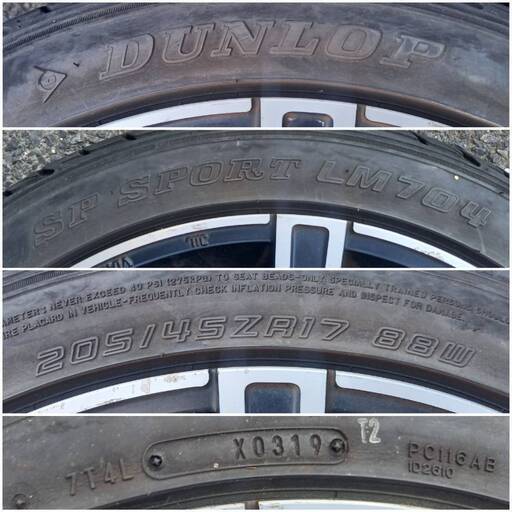 DUNLOP
SP SPORT LM704
NEVER EXCEED 40 PSI (275KPA) TO SEAT BEADS-ONLY SPECIALLY TRAINED PERSONS
PLACARD IN VEHICLE-FREQUENTLY CHECK INFLATION PRESSURE AND INSPECT FOR DAMAGE
205/45ZR17 88W
7T4L X0319 T2 PC116AB
1D2610